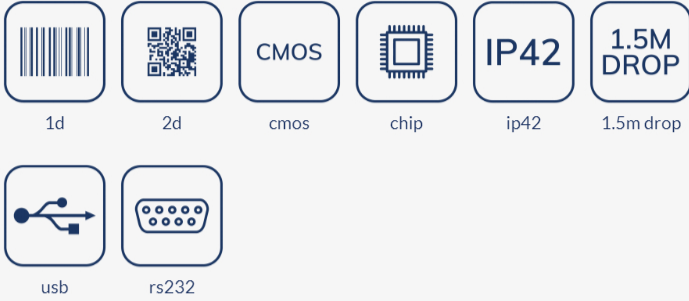 CMOS
IP42
1.5M
DROP
1d
2d
cmos
chip
ip42
1.5m drop
usb
rs232